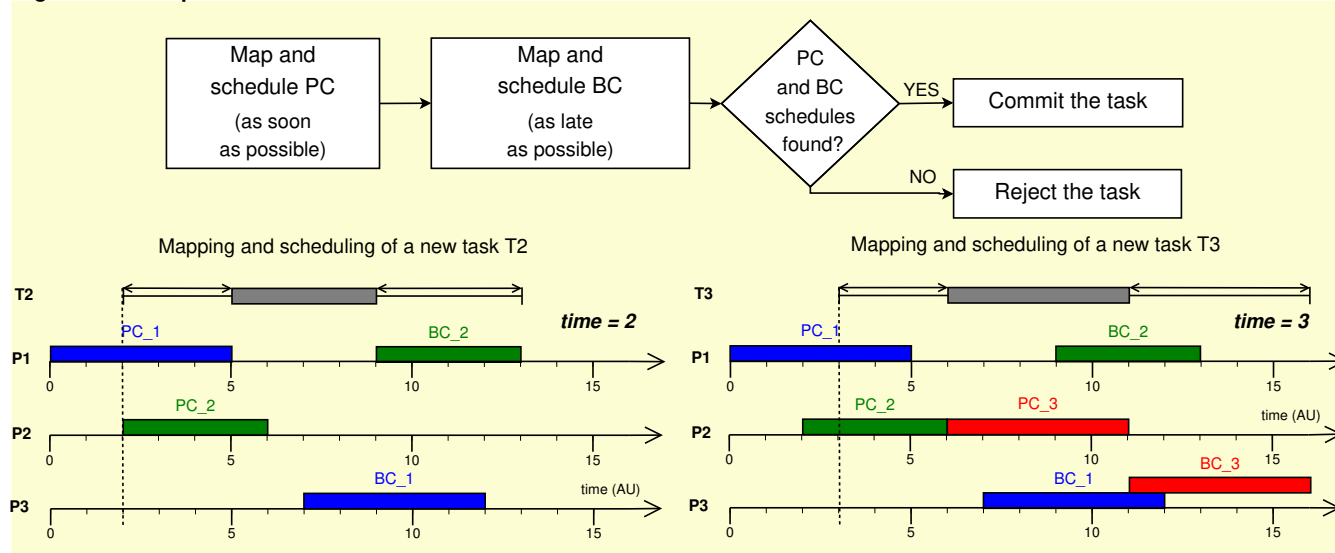 Map and
schedule PC
(as soon
as possible)
Map and
schedule BC
(as late
as possible)
PC
and BC
schedules
found?
YES
Commit the task
NO
Reject the task
Mapping and scheduling of a new task T2
T2
time = 2
PC_1
BC_2
P1
0 5 10 15
PC_2
P2
0 5 10 15
BC_1
time (AU)
P3
0 5 10 15
Mapping and scheduling of a new task T3
T3
time = 3
PC_1
BC_2
P1
0 5 10 15
PC_2
PC_3
time (AU)
P2
0 5 10 15
BC_3
BC_1
P3
0 5 10 15